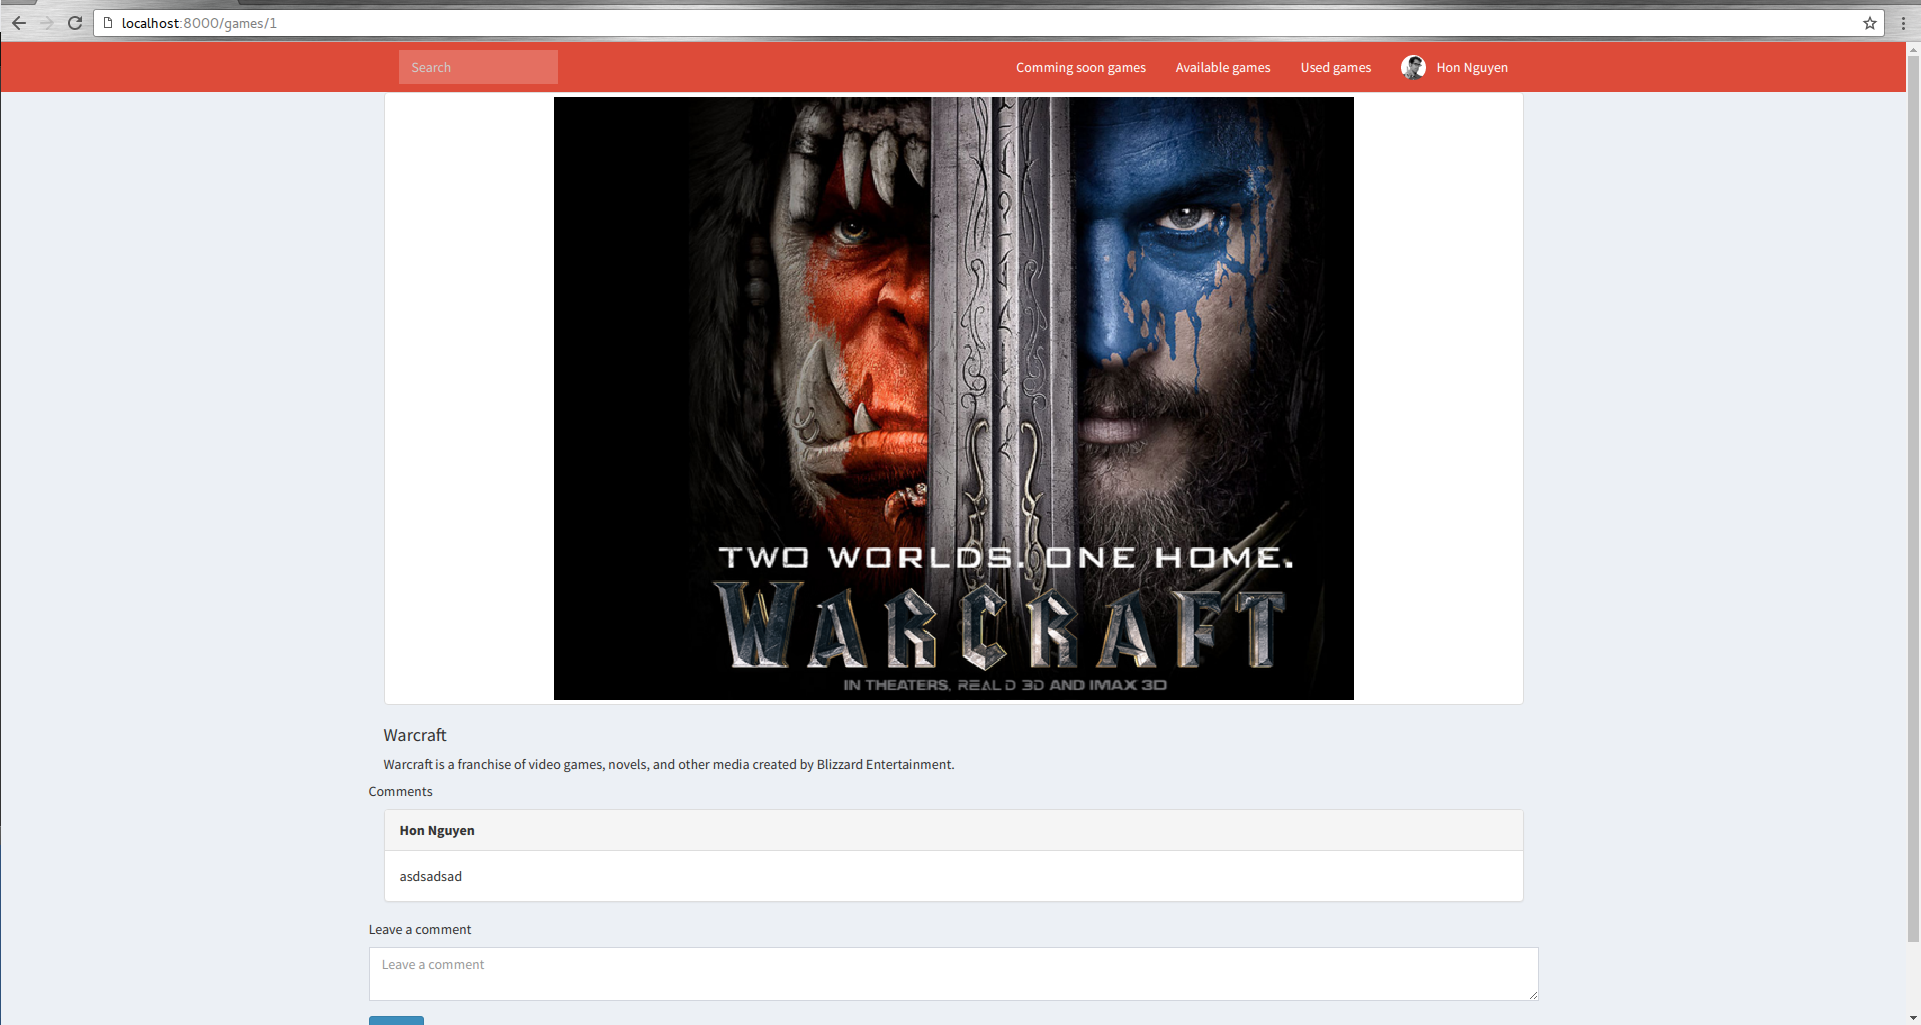 localhost:8000/games/1
Search Comming soon games Available games Used games Hon Nguyen
TWO WORLDS. ONE HOME.
WARCRAFT
IN THEATERS, REAL D 3D AND IMAX 3D
Warcraft
Warcraft is a franchise of video games, novels, and other media created by Blizzard Entertainment.
Comments
Hon Nguyen
asdsadsad
Leave a comment
Leave a comment